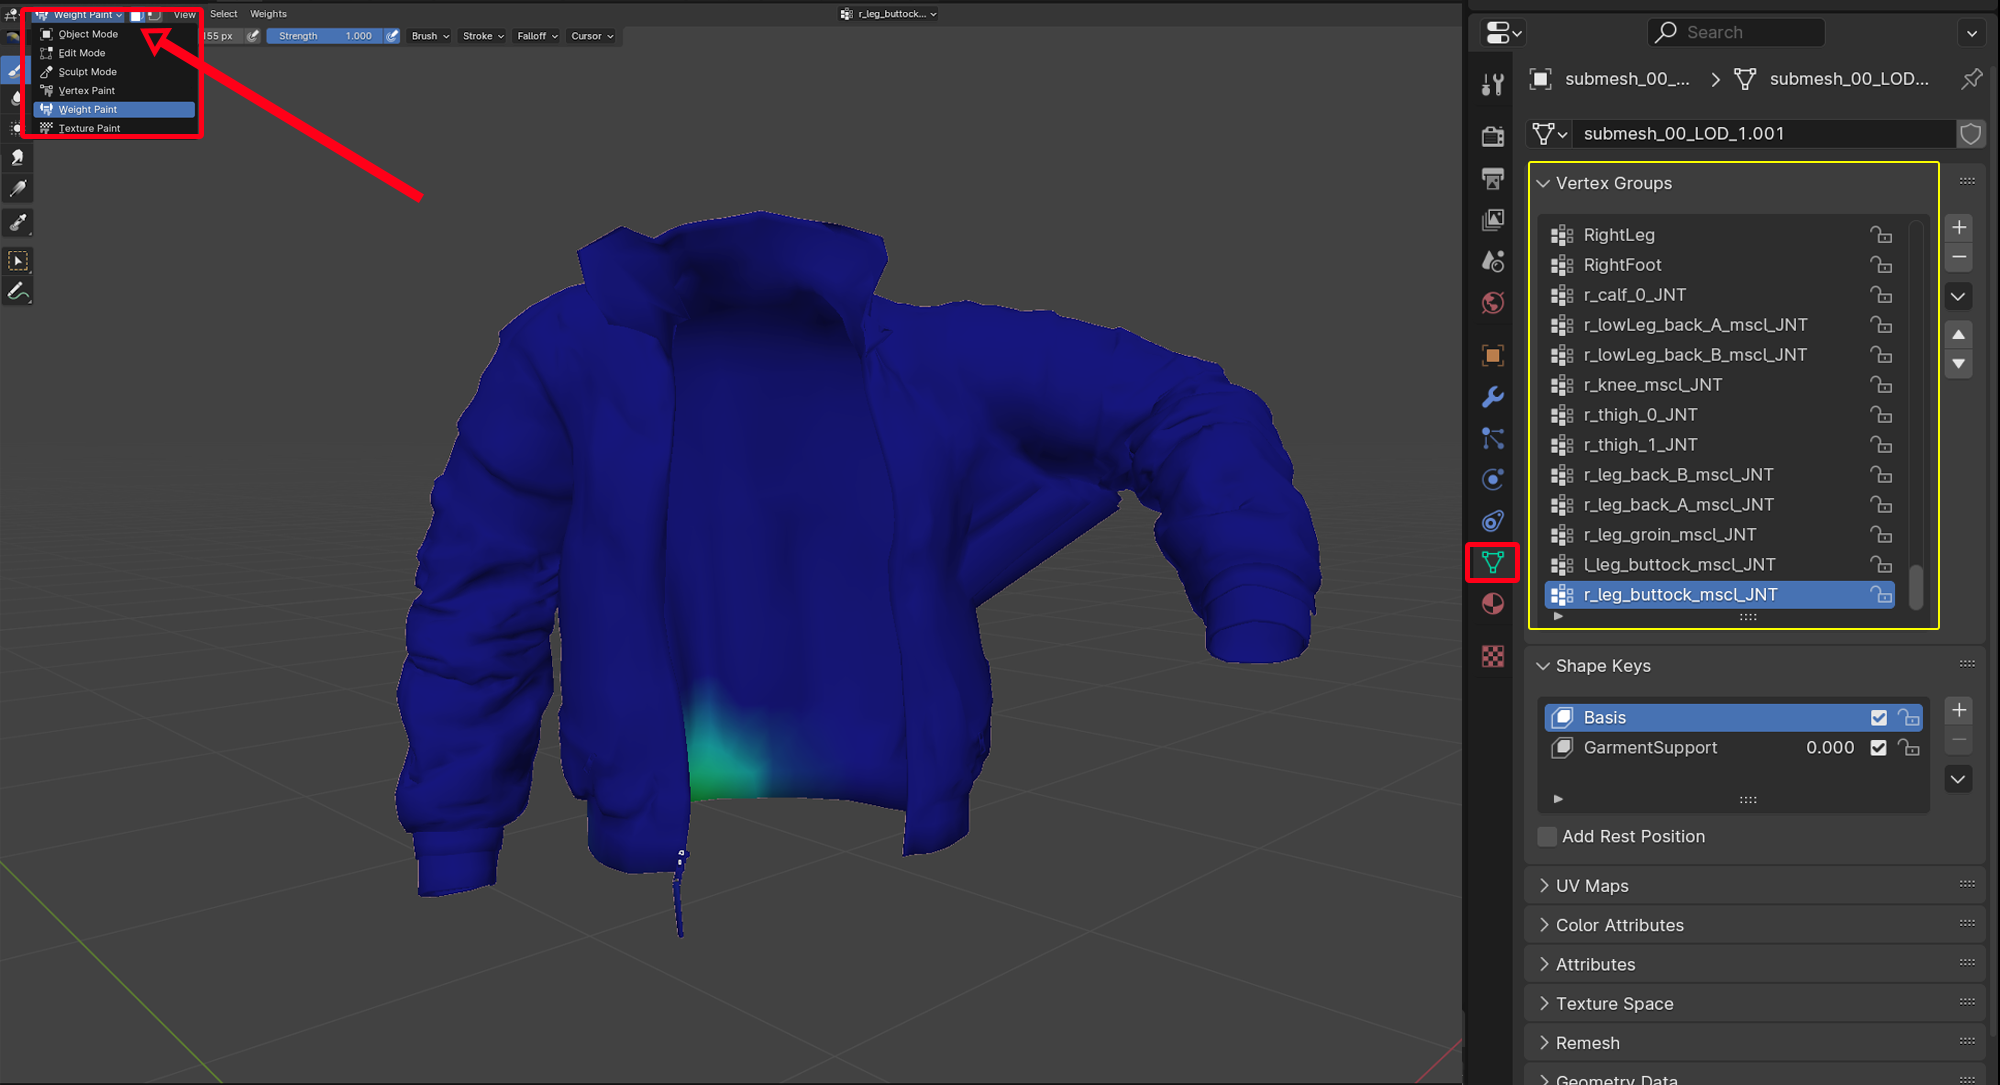 Weight Paint
View
Select
Weights
r_leg_buttock...
Object Mode
Edit Mode
Sculpt Mode
Vertex Paint
Weight Paint
Texture Paint
155 px
Strength 1.000
Brush
Stroke
Falloff
Cursor
Search
submesh_00_...
submesh_00_LOD...
submesh_00_LOD_1.001
Vertex Groups
RightLeg
RightFoot
r_calf_0_JNT
r_lowLeg_back_A_mscl_JNT
r_lowLeg_back_B_mscl_JNT
r_knee_mscl_JNT
r_thigh_0_JNT
r_thigh_1_JNT
r_leg_back_B_mscl_JNT
r_leg_back_A_mscl_JNT
r_leg_groin_mscl_JNT
l_leg_buttock_mscl_JNT
r_leg_buttock_mscl_JNT
Shape Keys
Basis
GarmentSupport 0.000
Add Rest Position
UV Maps
Color Attributes
Attributes
Texture Space
Remesh
Geometry Data